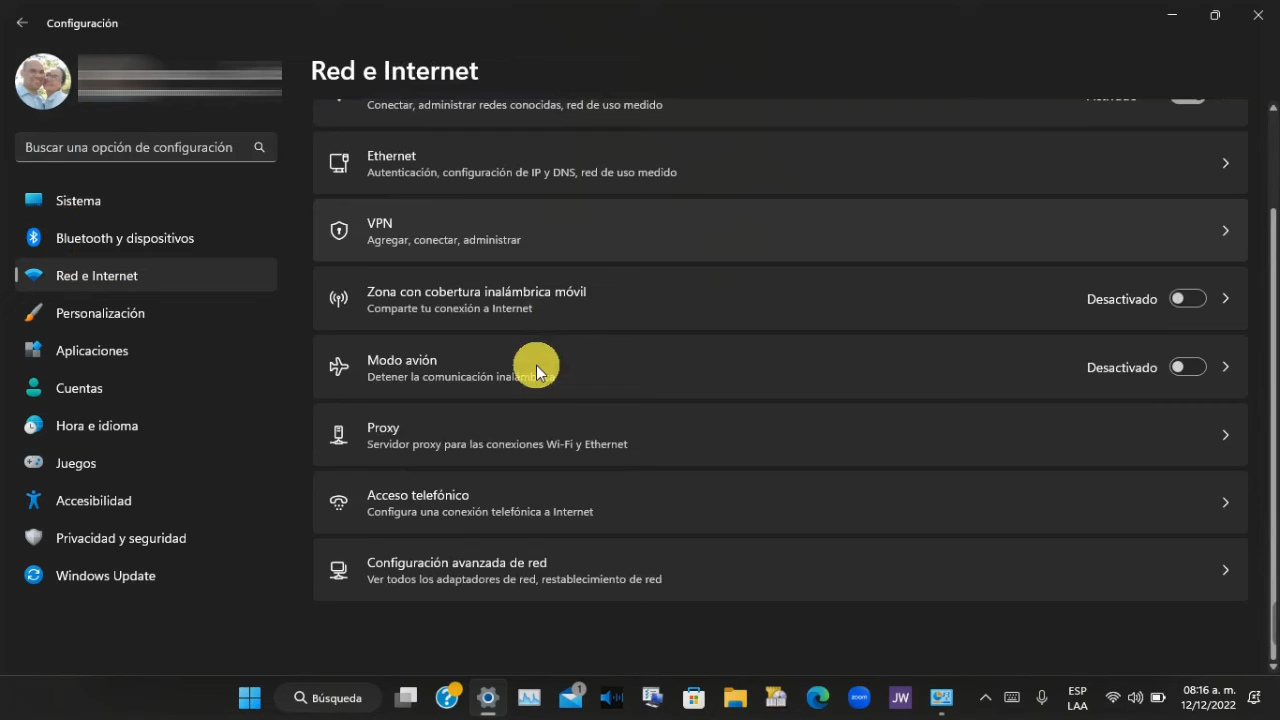 Configuración
Red e Internet
Buscar una opción de configuración
Sistema
Bluetooth y dispositivos
Red e Internet
Personalización
Aplicaciones
Cuentas
Hora e idioma
Juegos
Accesibilidad
Privacidad y seguridad
Windows Update
Conectar, administrar redes conocidas, red de uso medido
Ethernet
Autenticación, configuración de IP y DNS, red de uso medido
VPN
Agregar, conectar, administrar
Zona con cobertura inalámbrica móvil
Comparte tu conexión a Internet
Desactivado
Modo avión
Detener la comunicación inalámbrica
Desactivado
Proxy
Servidor proxy para las conexiones Wi-Fi y Ethernet
Acceso telefónico
Configura una conexión telefónica a Internet
Configuración avanzada de red
Ver todos los adaptadores de red, restablecimiento de red
Búsqueda
1
zoom
JW
ESP
LAA
08:16 a. m.
12/12/2022